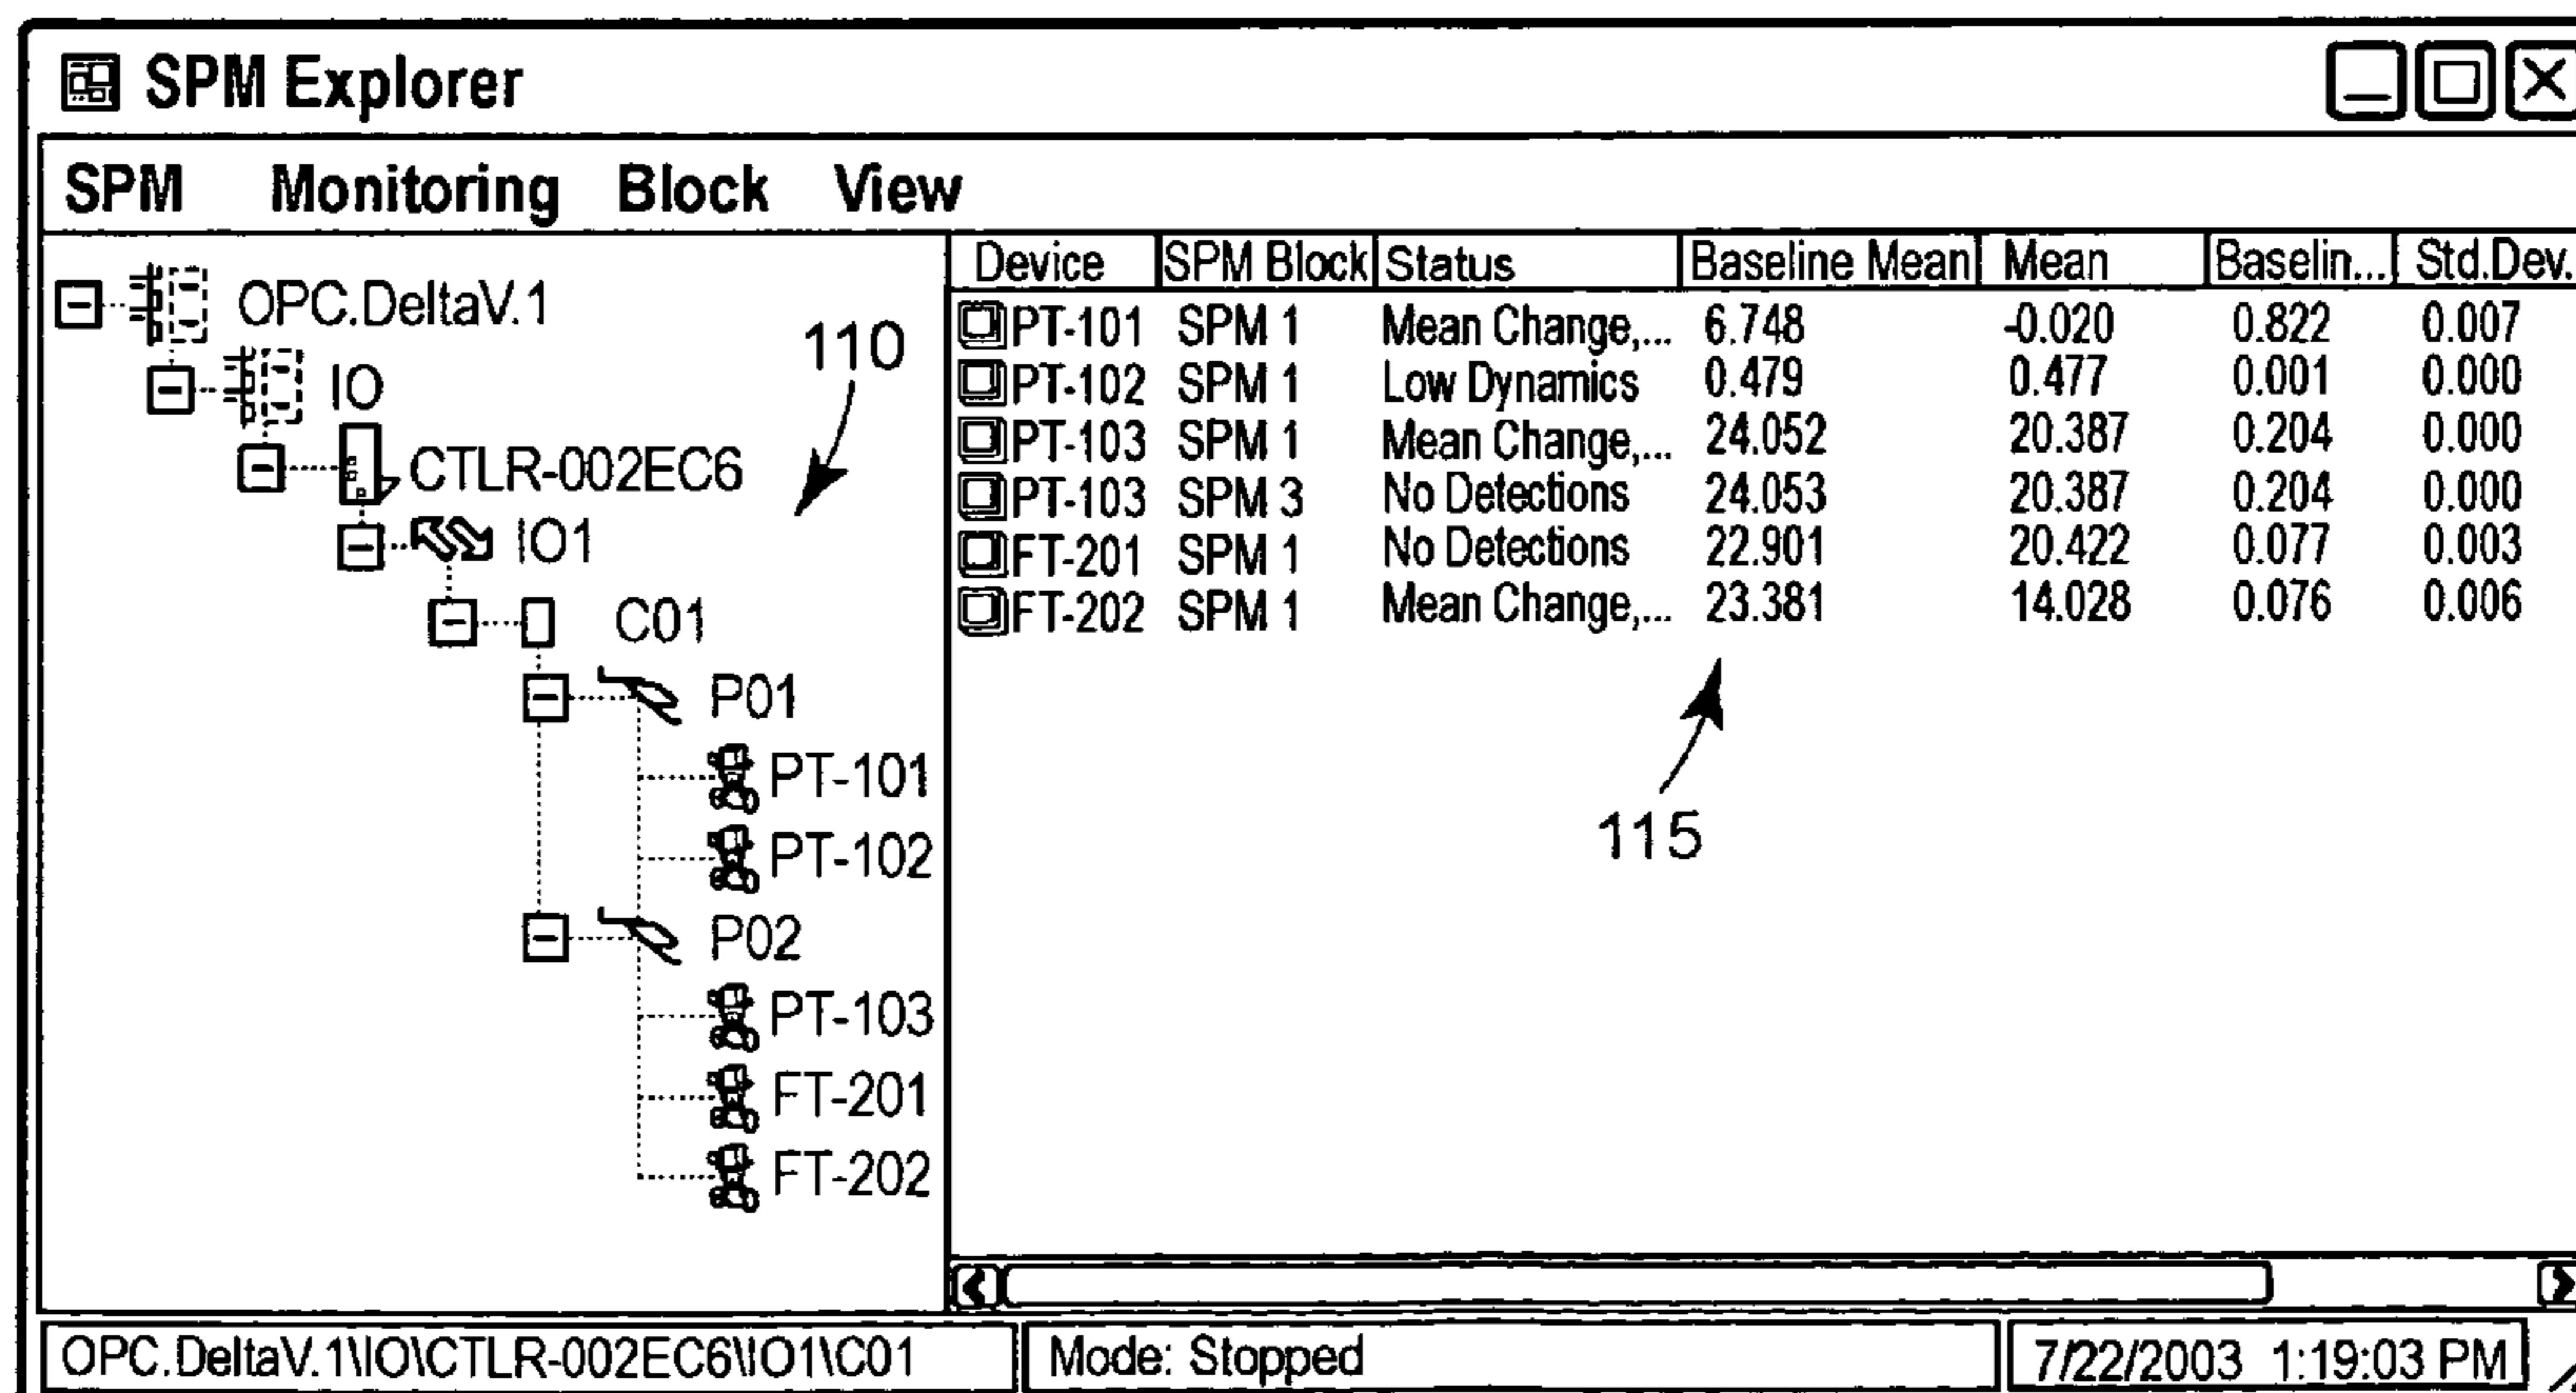 SPM Explorer
SPM Monitoring Block View
OPC.DeltaV.1
IO
CTLR-002EC6
IO1
C01
P01
PT-101
PT-102
P02
PT-103
FT-201
FT-202
110
Device SPM Block Status Baseline Mean Mean Baselin... Std.Dev.
PT-101 SPM 1 Mean Change,... 6.748 -0.020 0.822 0.007
PT-102 SPM 1 Low Dynamics 0.479 0.477 0.001 0.000
PT-103 SPM 1 Mean Change,... 24.052 20.387 0.204 0.000
PT-103 SPM 3 No Detections 24.053 20.387 0.204 0.000
FT-201 SPM 1 No Detections 22.901 20.422 0.077 0.003
FT-202 SPM 1 Mean Change,... 23.381 14.028 0.076 0.006
115
OPC.DeltaV.1\IO\CTLR-002EC6\IO1\C01 Mode: Stopped 7/22/2003 1:19:03 PM